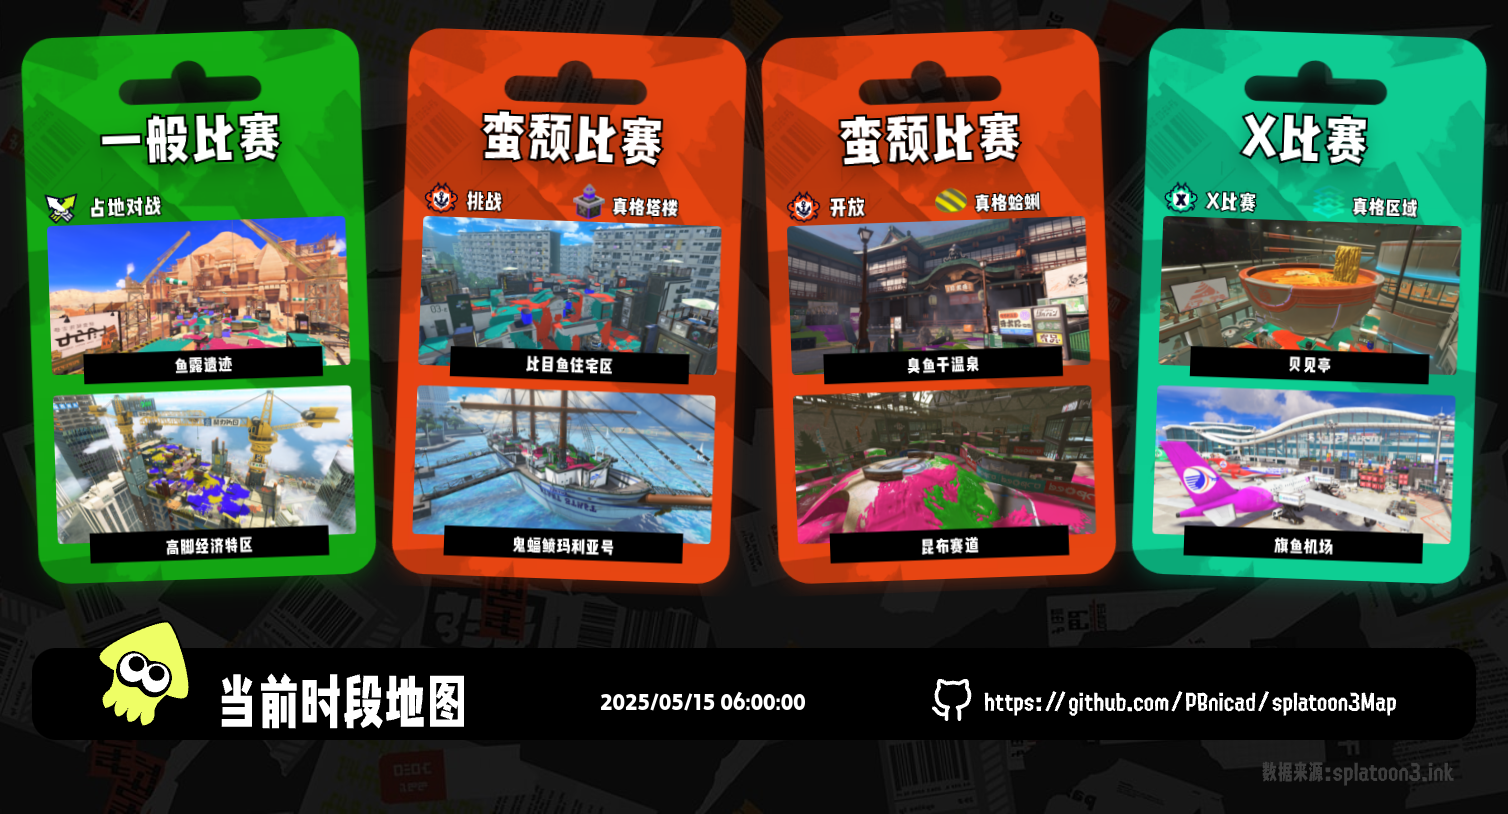 一般比赛
占地对战
鱼露遗迹
高脚经济特区
蛮颓比赛
挑战
真格塔楼
比目鱼住宅区
鬼蝠鲼玛利亚号
蛮颓比赛
开放
真格蛤蜊
臭鱼干温泉
昆布赛道
X比赛
X比赛
真格区域
贝见亭
旗鱼机场
当前时段地图
2025/05/15 06:00:00
https://github.com/PBnicad/splatoon3Map
数据来源:splatoon3.ink